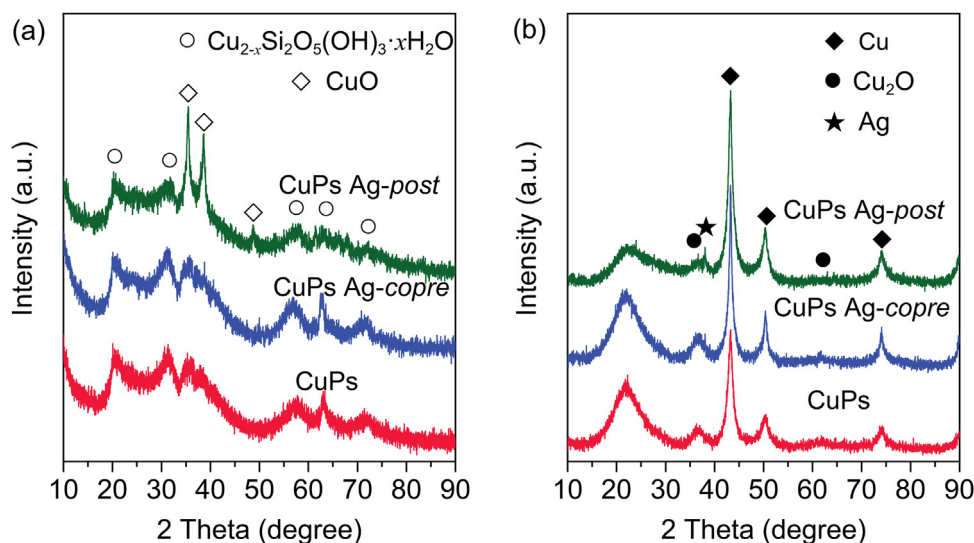 (a)
Cu₂₋ₓSi₂O₅(OH)₃·xH₂O
CuO
CuPs Ag-post
CuPs Ag-copre
CuPs
Intensity (a.u.)
10 20 30 40 50 60 70 80 90
2 Theta (degree)
(b)
Cu
Cu₂O
Ag
CuPs Ag-post
CuPs Ag-copre
CuPs
Intensity (a.u.)
10 20 30 40 50 60 70 80 90
2 Theta (degree)